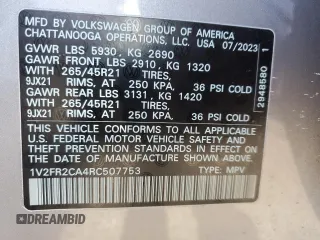 MFD BY VOLKSWAGEN GROUP OF AMERICA
CHATTANOOGA OPERATIONS, LLC. USA 07/2023
GVWR LBS 5930, KG 2690
GAWR FRONT LBS 2910, KG 1320
WITH 265/45R21 TIRES,
9JX21 RIMS, AT 250 KPA. 36 PSI COLD
GAWR REAR LBS 3131, KG 1420
WITH 265/45R21 TIRES,
9JX21 RIMS, AT 250 KPA. 36 PSI COLD
THIS VEHICLE CONFORMS TO ALL APPLICABLE
U.S. FEDERAL MOTOR VEHICLE SAFETY AND
THEFT PREVENTION STANDARDS IN EFFECT ON
THE DATE OF MANUFACTURE SHOWN ABOVE.
1V2FR2CA4RC507753 TYPE: MPV
2948580 1
DREAMBID